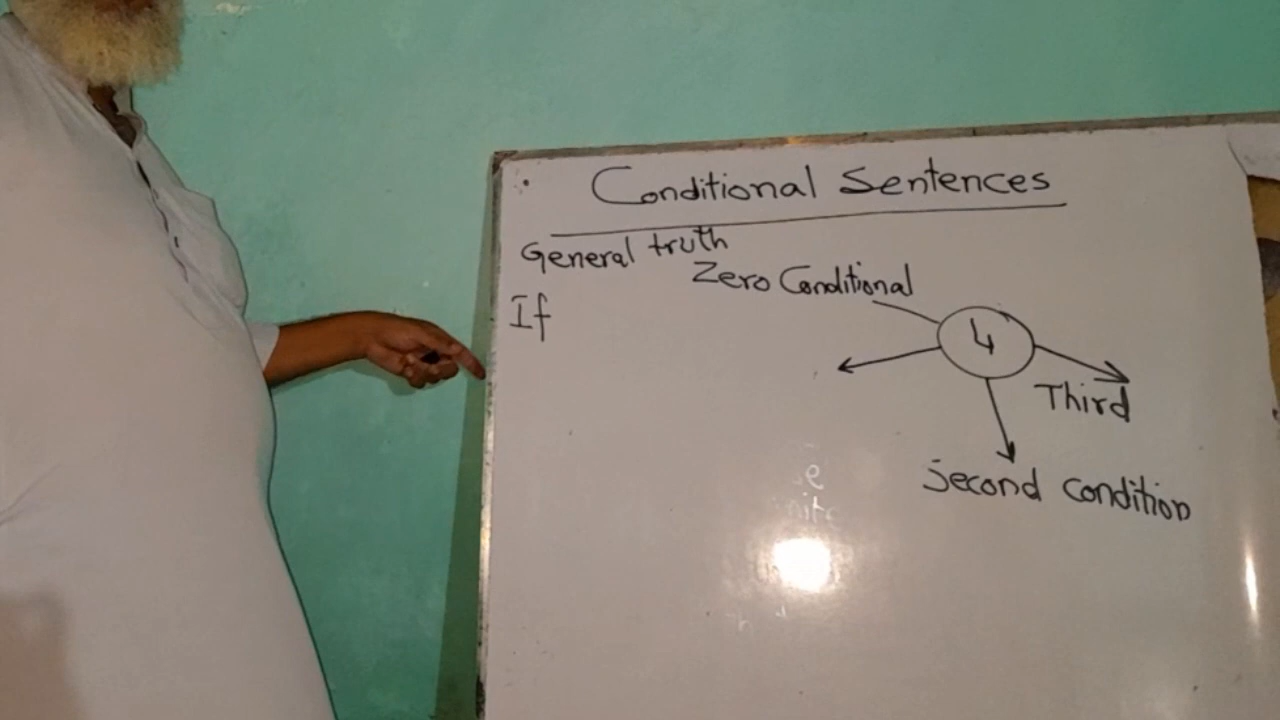 Conditional Sentences
General truth
Zero Conditional
If
4
Third
Second condition